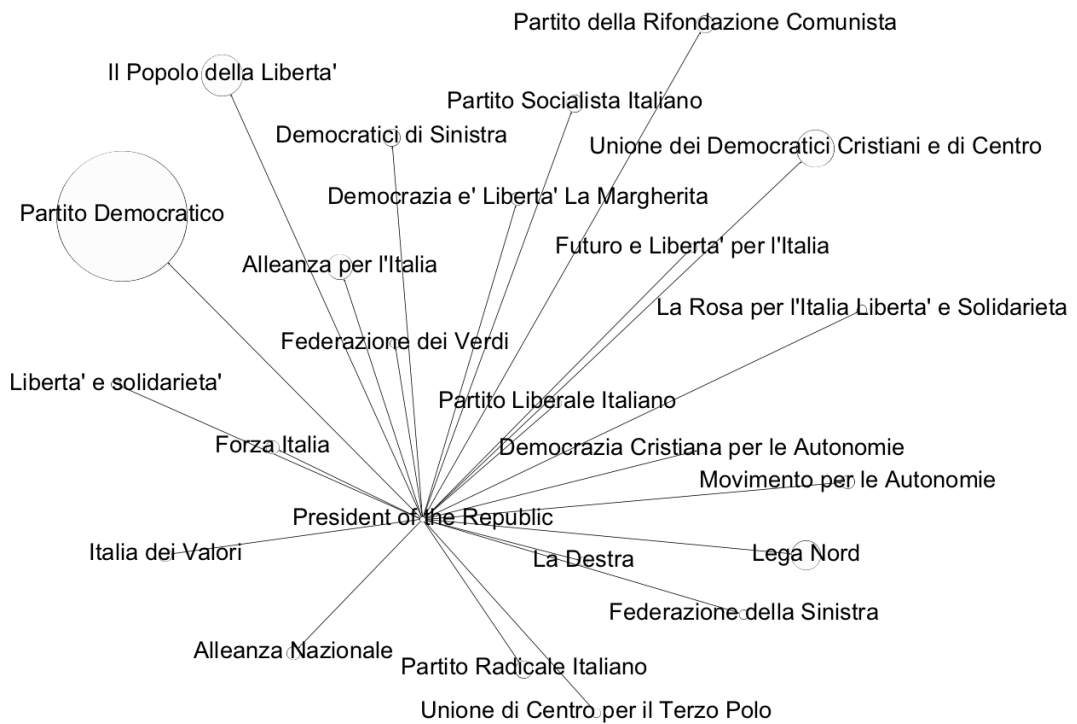 Partito della Rifondazione Comunista
Il Popolo della Liberta'
Partito Socialista Italiano
Democratici di Sinistra
Unione dei Democratici Cristiani e di Centro
Democrazia e' Liberta' La Margherita
Partito Democratico
Futuro e Liberta' per l'Italia
Alleanza per l'Italia
La Rosa per l'Italia Liberta' e Solidarieta
Federazione dei Verdi
Liberta' e solidarieta'
Partito Liberale Italiano
Forza Italia
Democrazia Cristiana per le Autonomie
Movimento per le Autonomie
President of the Republic
Italia dei Valori
La Destra
Lega Nord
Federazione della Sinistra
Alleanza Nazionale
Partito Radicale Italiano
Unione di Centro per il Terzo Polo